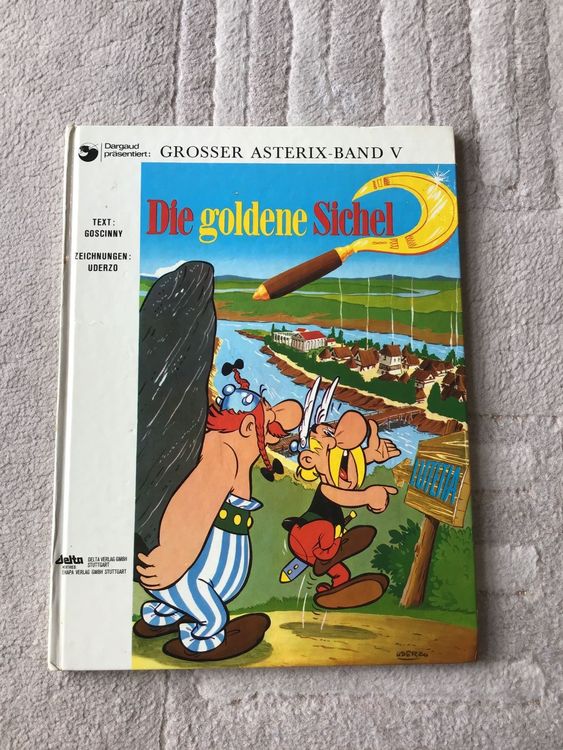 Dargaud
präsentiert:
GROSSER ASTERIX-BAND V
Die goldene Sichel
TEXT:
GOSCINNY
ZEICHNUNGEN:
UDERZO
LUTETIA
delta
DELTA VERLAG GMBH
STUTTGART
EHAPA VERLAG GMBH STUTTGART
UDERZO